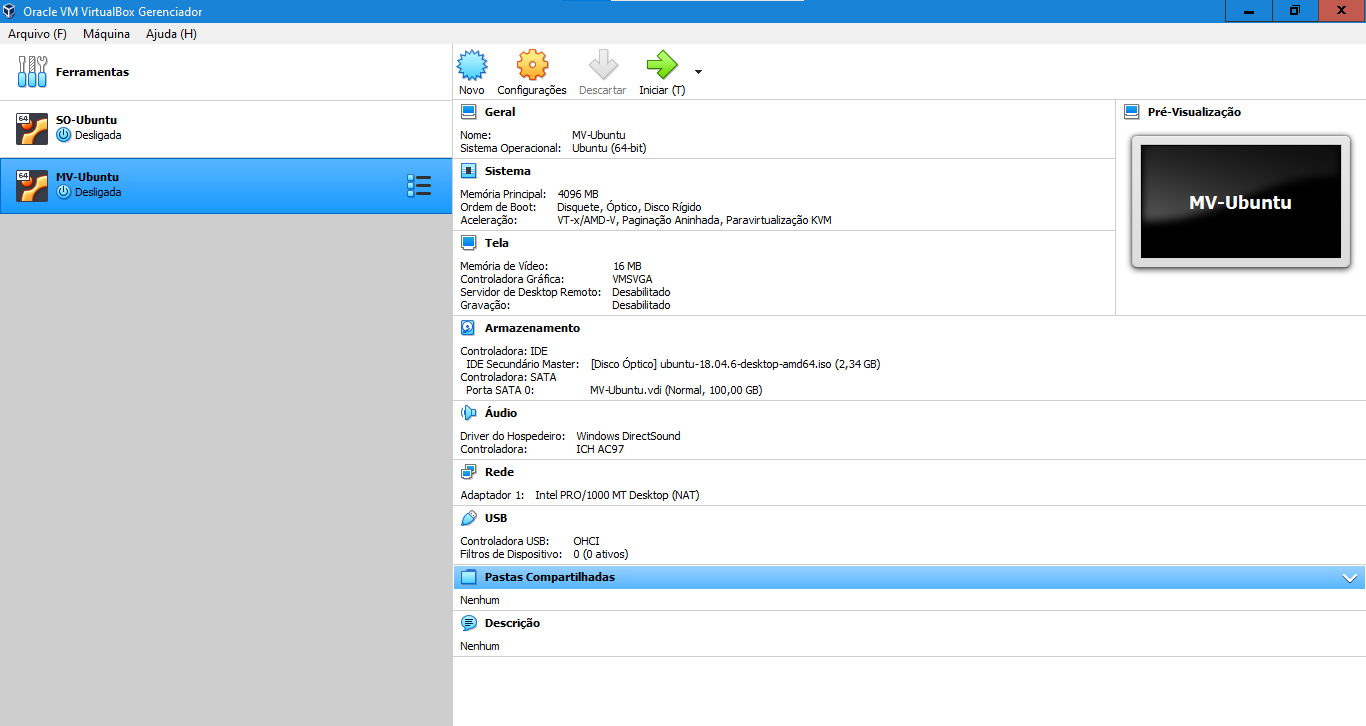 Oracle VM VirtualBox Gerenciador
Arquivo (F) Máquina Ajuda (H)
Ferramentas
64 SO-Ubuntu
Desligada
64 MV-Ubuntu
Desligada
Novo Configurações Descartar Iniciar (T)
Geral
Nome: MV-Ubuntu
Sistema Operacional: Ubuntu (64-bit)
Sistema
Memória Principal: 4096 MB
Ordem de Boot: Disquete, Óptico, Disco Rígido
Aceleração: VT-x/AMD-V, Paginação Aninhada, Paravirtualização KVM
Tela
Memória de Vídeo: 16 MB
Controladora Gráfica: VMSVGA
Servidor de Desktop Remoto: Desabilitado
Gravação: Desabilitado
Pré-Visualização
MV-Ubuntu
Armazenamento
Controladora: IDE
IDE Secundário Master: [Disco Óptico] ubuntu-18.04.6-desktop-amd64.iso (2,34 GB)
Controladora: SATA
Porta SATA 0: MV-Ubuntu.vdi (Normal, 100,00 GB)
Áudio
Driver do Hospedeiro: Windows DirectSound
Controladora: ICH AC97
Rede
Adaptador 1: Intel PRO/1000 MT Desktop (NAT)
USB
Controladora USB: OHCI
Filtros de Dispositivo: 0 (0 ativos)
Pastas Compartilhadas
Nenhum
Descrição
Nenhum